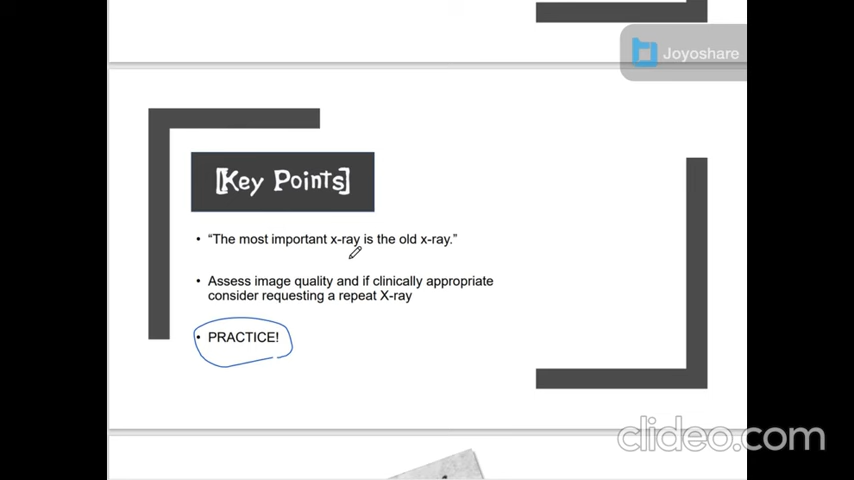 Joyoshare
[Key Points]
• “The most important x-ray is the old x-ray.”
• Assess image quality and if clinically appropriate
consider requesting a repeat X-ray
• PRACTICE!
clideo.com